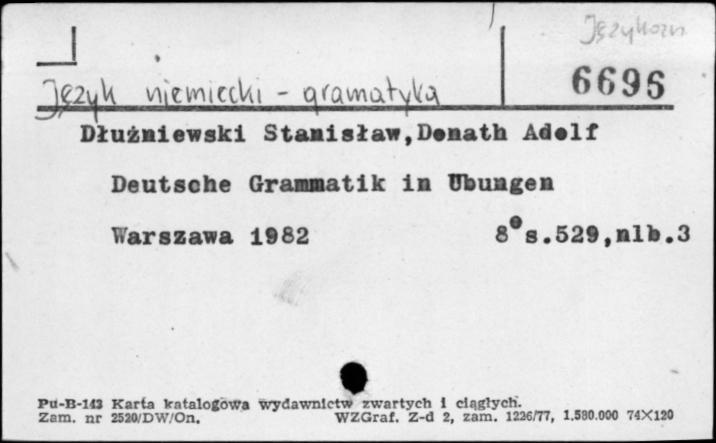 Językozn
6696
Język niemiecki - gramatyka
Dłużniewski Stanisław,Donath Adolf
Deutsche Grammatik in Ubungen
Warszawa 1982 8°s.529,nlb.3
Pu-B-143 Karta katalogowa wydawnictw zwartych i ciągłych.
Zam. nr 2520/DW/On. WZGraf. Z-d 2, zam. 1226/77, 1.580.000 74X120